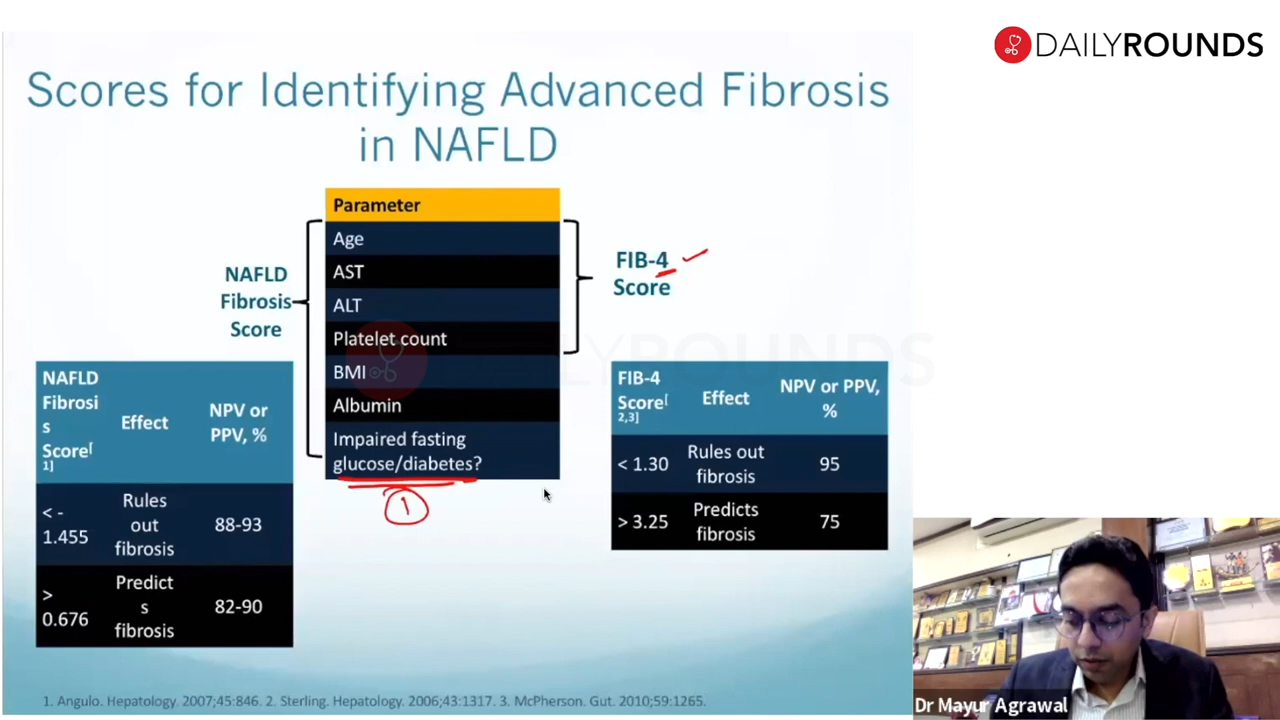 DAILYROUNDS
Scores for Identifying Advanced Fibrosis
in NAFLD
Parameter
Age
AST
ALT
Platelet count
BMI
Albumin
Impaired fasting
glucose/diabetes?
1
NAFLD
Fibrosis
Score
FIB-4
Score
NAFLD
Fibrosi
s
Score[
1]
Effect
NPV or
PPV, %
< -
1.455
Rules
out
fibrosis
88-93
>
0.676
Predict
s
fibrosis
82-90
FIB-4
Score[
2,3]
Effect
NPV or PPV,
%
< 1.30
Rules out
fibrosis
95
> 3.25
Predicts
fibrosis
75
DAILYROUNDS
1. Angulo. Hepatology. 2007;45:846. 2. Sterling. Hepatology. 2006;43:1317. 3. McPherson. Gut. 2010;59:1265.
Dr Mayur Agrawal